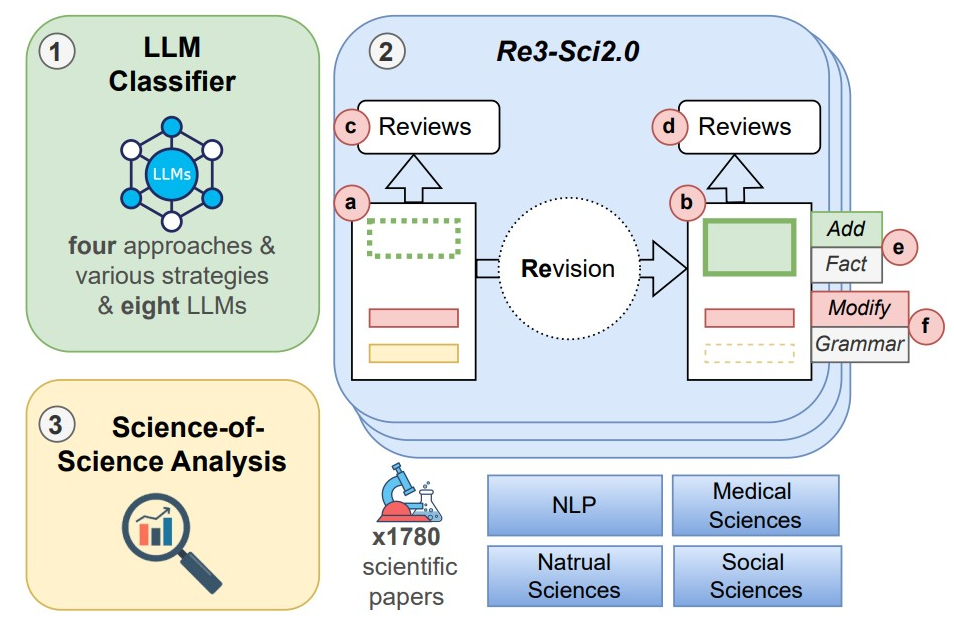 1
LLM
Classifier
LLMs
four approaches &
various strategies
& eight LLMs
2
Re3-Sci2.0
c
Reviews
d
Reviews
a
b
Revision
Add
Fact
e
Modify
Grammar
f
3
Science-of-
Science Analysis
x1780
scientific
papers
NLP
Medical
Sciences
Natrual
Sciences
Social
Sciences